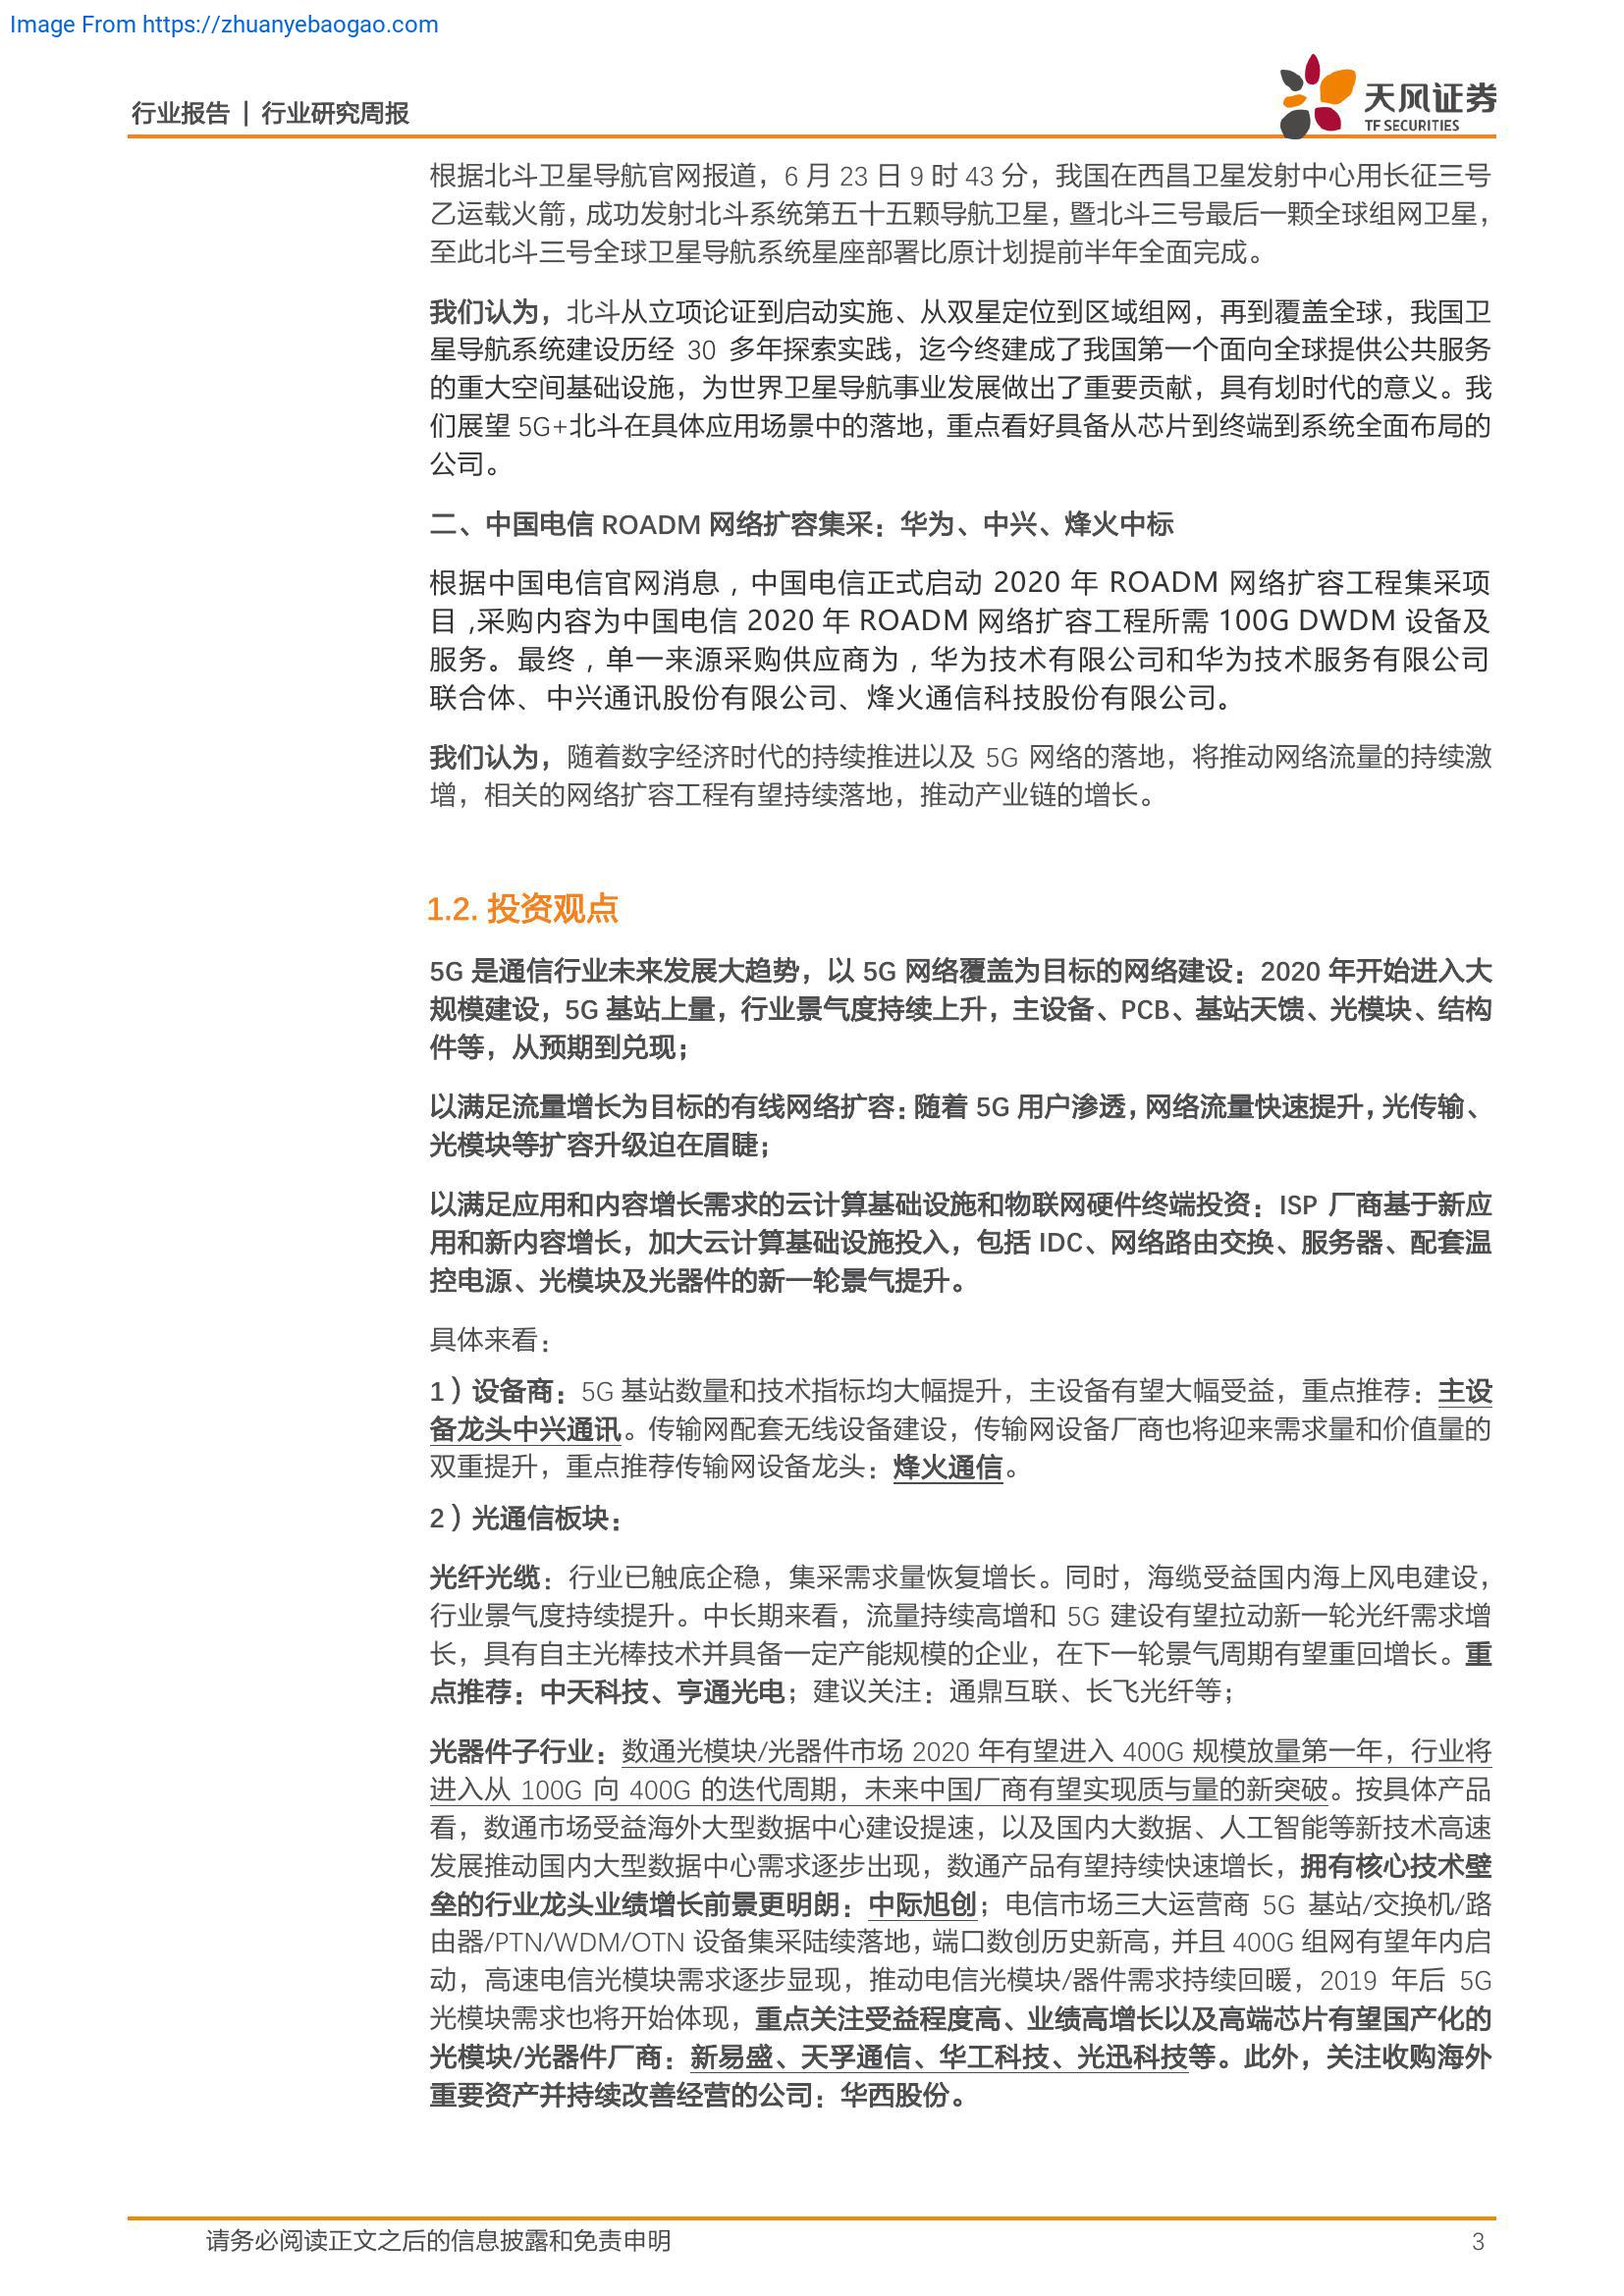 Image From https://zhuanyebaogao.com
行业报告 | 行业研究周报
天风证券
TF SECURITIES
根据北斗卫星导航官网报道，6 月 23 日 9 时 43 分，我国在西昌卫星发射中心用长征三号
乙运载火箭，成功发射北斗系统第五十五颗导航卫星，暨北斗三号最后一颗全球组网卫星，
至此北斗三号全球卫星导航系统星座部署比原计划提前半年全面完成。
我们认为，北斗从立项论证到启动实施、从双星定位到区域组网，再到覆盖全球，我国卫
星导航系统建设历经 30 多年探索实践，迄今终建成了我国第一个面向全球提供公共服务
的重大空间基础设施，为世界卫星导航事业发展做出了重要贡献，具有划时代的意义。我
们展望 5G+北斗在具体应用场景中的落地，重点看好具备从芯片到终端到系统全面布局的
公司。
二、中国电信 ROADM 网络扩容集采：华为、中兴、烽火中标
根据中国电信官网消息，中国电信正式启动 2020 年 ROADM 网络扩容工程集采项
目,采购内容为中国电信 2020 年 ROADM 网络扩容工程所需 100G DWDM 设备及
服务。最终，单一来源采购供应商为，华为技术有限公司和华为技术服务有限公司
联合体、中兴通讯股份有限公司、烽火通信科技股份有限公司。
我们认为，随着数字经济时代的持续推进以及 5G 网络的落地，将推动网络流量的持续激
增，相关的网络扩容工程有望持续落地，推动产业链的增长。
1.2. 投资观点
5G 是通信行业未来发展大趋势，以 5G 网络覆盖为目标的网络建设：2020 年开始进入大
规模建设，5G 基站上量，行业景气度持续上升，主设备、PCB、基站天馈、光模块、结构
件等，从预期到兑现；
以满足流量增长为目标的有线网络扩容：随着 5G 用户渗透，网络流量快速提升，光传输、
光模块等扩容升级迫在眉睫；
以满足应用和内容增长需求的云计算基础设施和物联网硬件终端投资：ISP 厂商基于新应
用和新内容增长，加大云计算基础设施投入，包括 IDC、网络路由交换、服务器、配套温
控电源、光模块及光器件的新一轮景气提升。
具体来看：
1）设备商：5G 基站数量和技术指标均大幅提升，主设备有望大幅受益，重点推荐：主设
备龙头中兴通讯。传输网配套无线设备建设，传输网设备厂商也将迎来需求量和价值量的
双重提升，重点推荐传输网设备龙头：烽火通信。
2）光通信板块：
光纤光缆：行业已触底企稳，集采需求量恢复增长。同时，海缆受益国内海上风电建设，
行业景气度持续提升。中长期来看，流量持续高增和 5G 建设有望拉动新一轮光纤需求增
长，具有自主光棒技术并具备一定产能规模的企业，在下一轮景气周期有望重回增长。重
点推荐：中天科技、亨通光电；建议关注：通鼎互联、长飞光纤等；
光器件子行业：数通光模块/光器件市场 2020 年有望进入 400G 规模放量第一年，行业将
进入从 100G 向 400G 的迭代周期，未来中国厂商有望实现质与量的新突破。按具体产品
看，数通市场受益海外大型数据中心建设提速，以及国内大数据、人工智能等新技术高速
发展推动国内大型数据中心需求逐步出现，数通产品有望持续快速增长，拥有核心技术壁
垒的行业龙头业绩增长前景更明朗：中际旭创；电信市场三大运营商 5G 基站/交换机/路
由器/PTN/WDM/OTN 设备集采陆续落地，端口数创历史新高，并且 400G 组网有望年内启
动，高速电信光模块需求逐步显现，推动电信光模块/器件需求持续回暖，2019 年后 5G
光模块需求也将开始体现，重点关注受益程度高、业绩高增长以及高端芯片有望国产化的
光模块/光器件厂商：新易盛、天孚通信、华工科技、光迅科技等。此外，关注收购海外
重要资产并持续改善经营的公司：华西股份。
请务必阅读正文之后的信息披露和免责申明
3